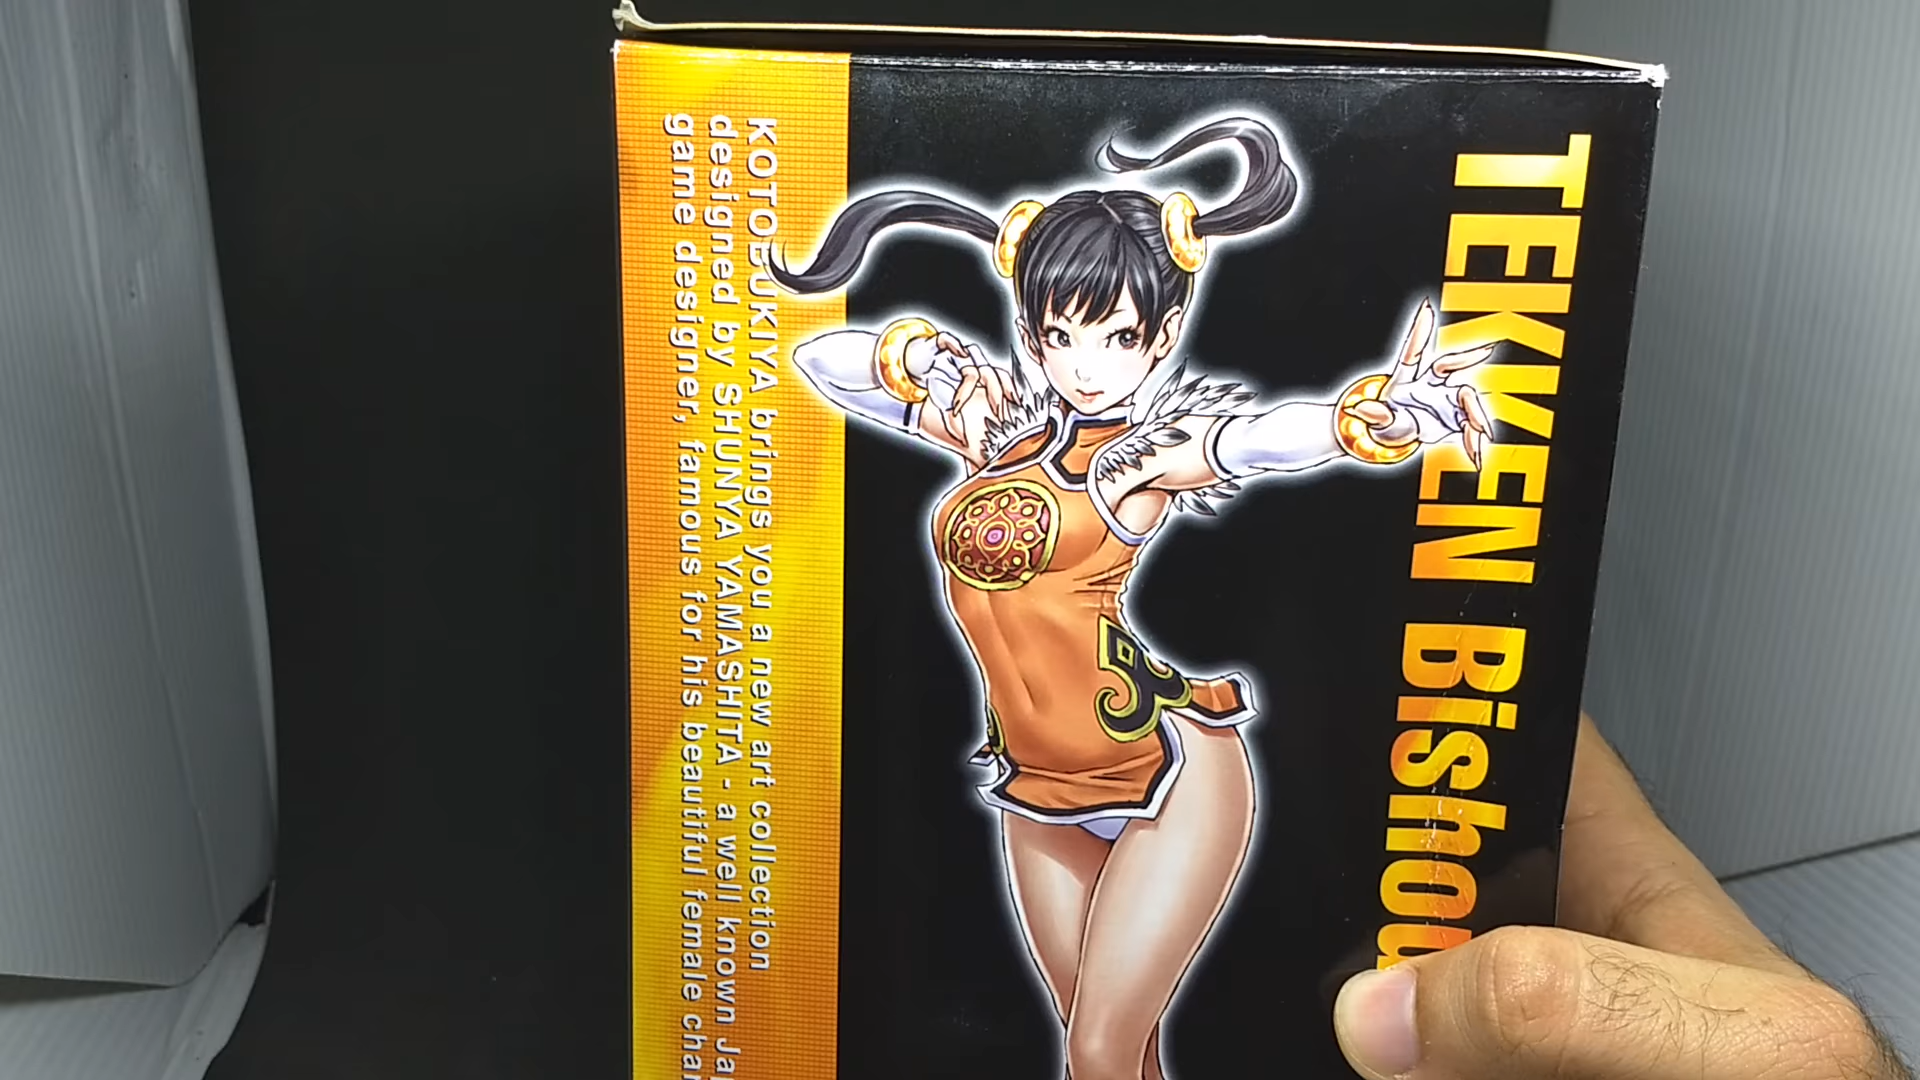 TEKKEN Bishou
KOTOBUKIYA brings you a new art collection
designed by SHUNYA YAMASHITA - a well known
game designer, famous for his beautiful female